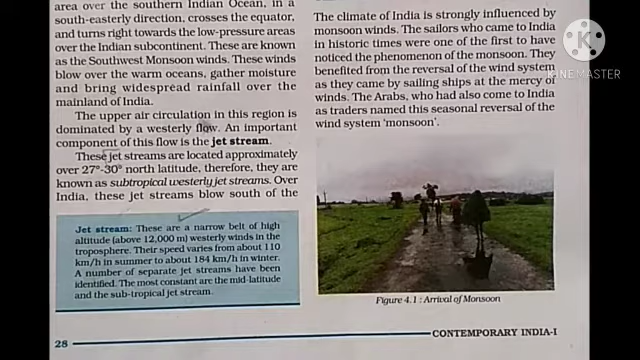 area over the southern Indian Ocean, in a
south-easterly direction, crosses the equator,
and turns right towards the low-pressure areas
over the Indian subcontinent. These are known
as the Southwest Monsoon winds. These winds
blow over the warm oceans, gather moisture
and bring widespread rainfall over the
mainland of India.
The upper air circulation in this region is
dominated by a westerly flow. An important
component of this flow is the jet stream.
These jet streams are located approximately
over 27°-30° north latitude, therefore, they are
known as subtropical westerly jet streams. Over
India, these jet streams blow south of the
Jet stream: These are a narrow belt of high
altitude (above 12,000 m) westerly winds in the
troposphere. Their speed varies from about 110
km/h in summer to about 184 km/h in winter.
A number of separate jet streams have been
identified. The most constant are the mid-latitude
and the sub-tropical jet stream.
28
The climate of India is strongly influenced by
monsoon winds. The sailors who came to India
in historic times were one of the first to have
noticed the phenomenon of the monsoon. They
benefited from the reversal of the wind system
as they came by sailing ships at the mercy of
winds. The Arabs, who had also come to India
as traders named this seasonal reversal of the
wind system 'monsoon'.
Figure 4.1 : Arrival of Monsoon
CONTEMPORARY INDIA-I
KINEMASTER